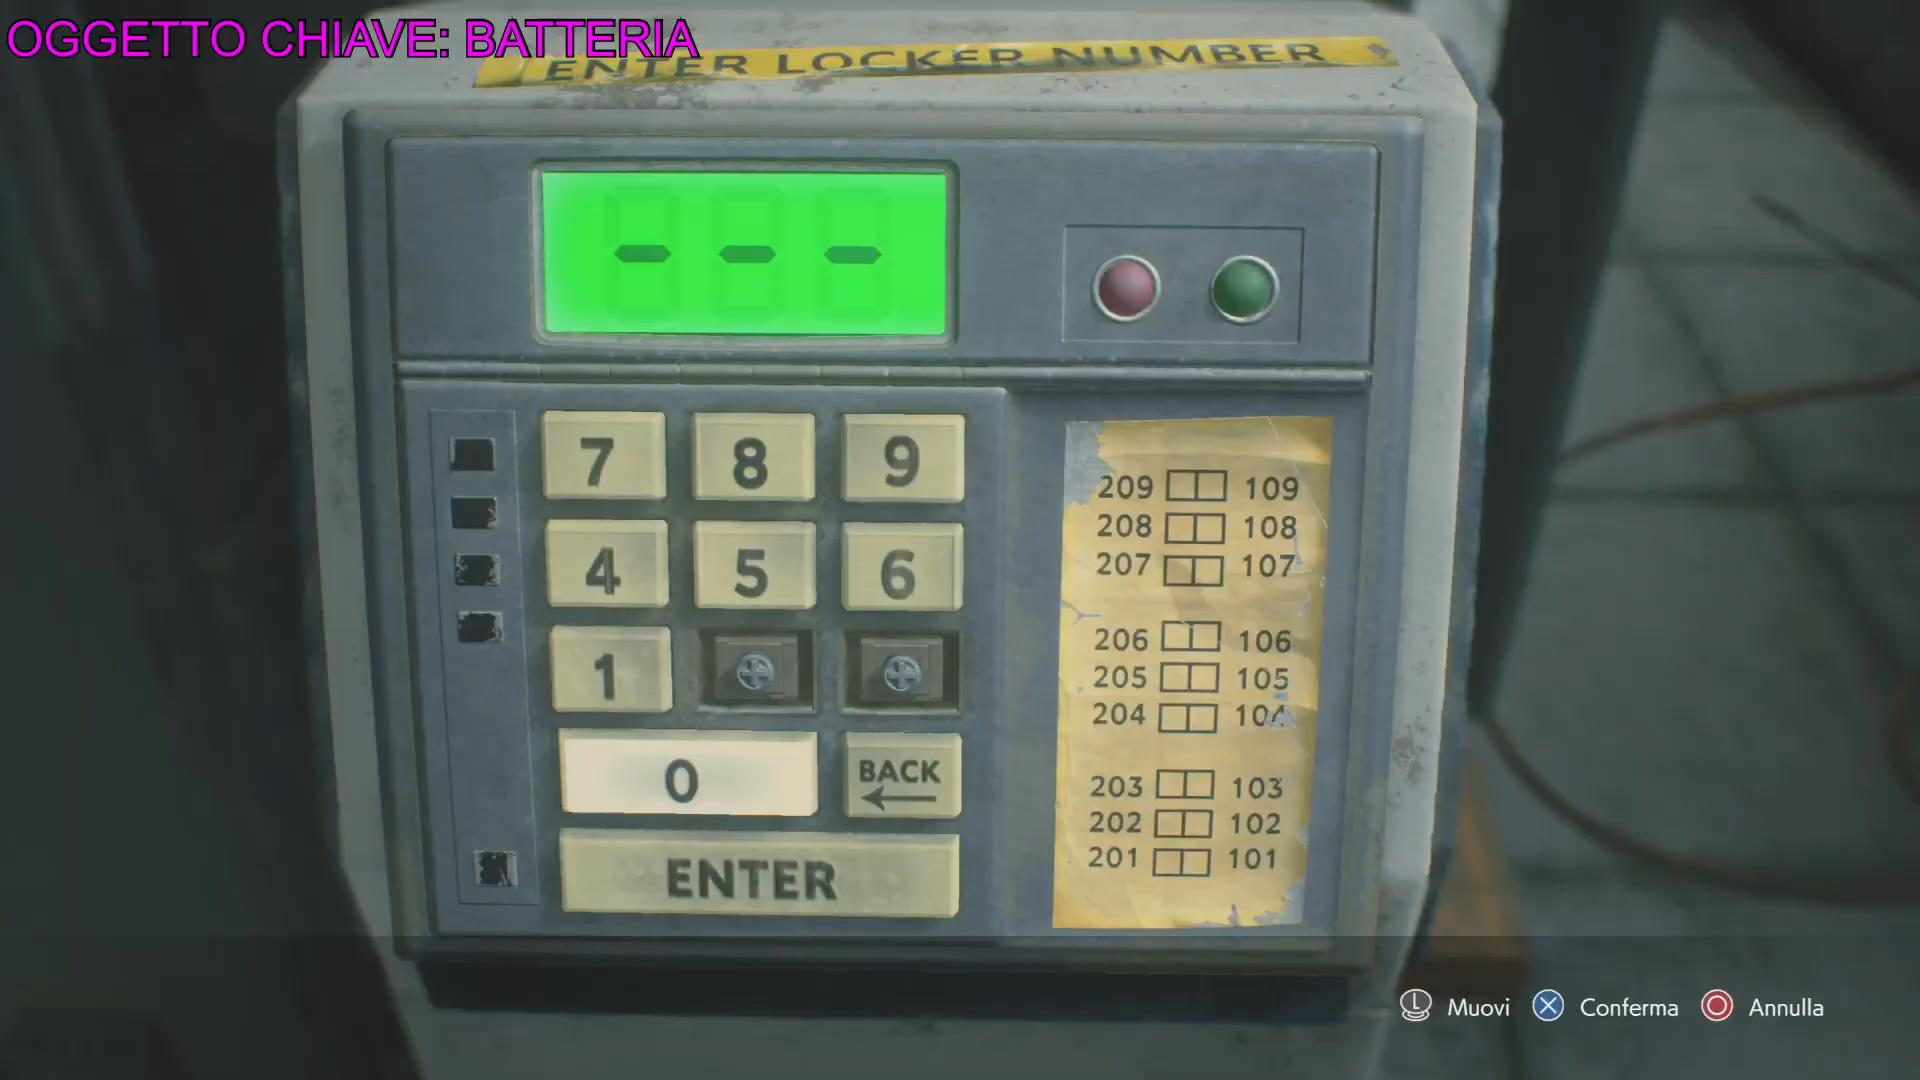 OGGETTO CHIAVE: BATTERIA
ENTER LOCKER NUMBER
- - -
7 8 9
4 5 6
1
0 BACK
ENTER
209 109
208 108
207 107
206 106
205 105
204 104
203 103
202 102
201 101
L Muovi Conferma Annulla